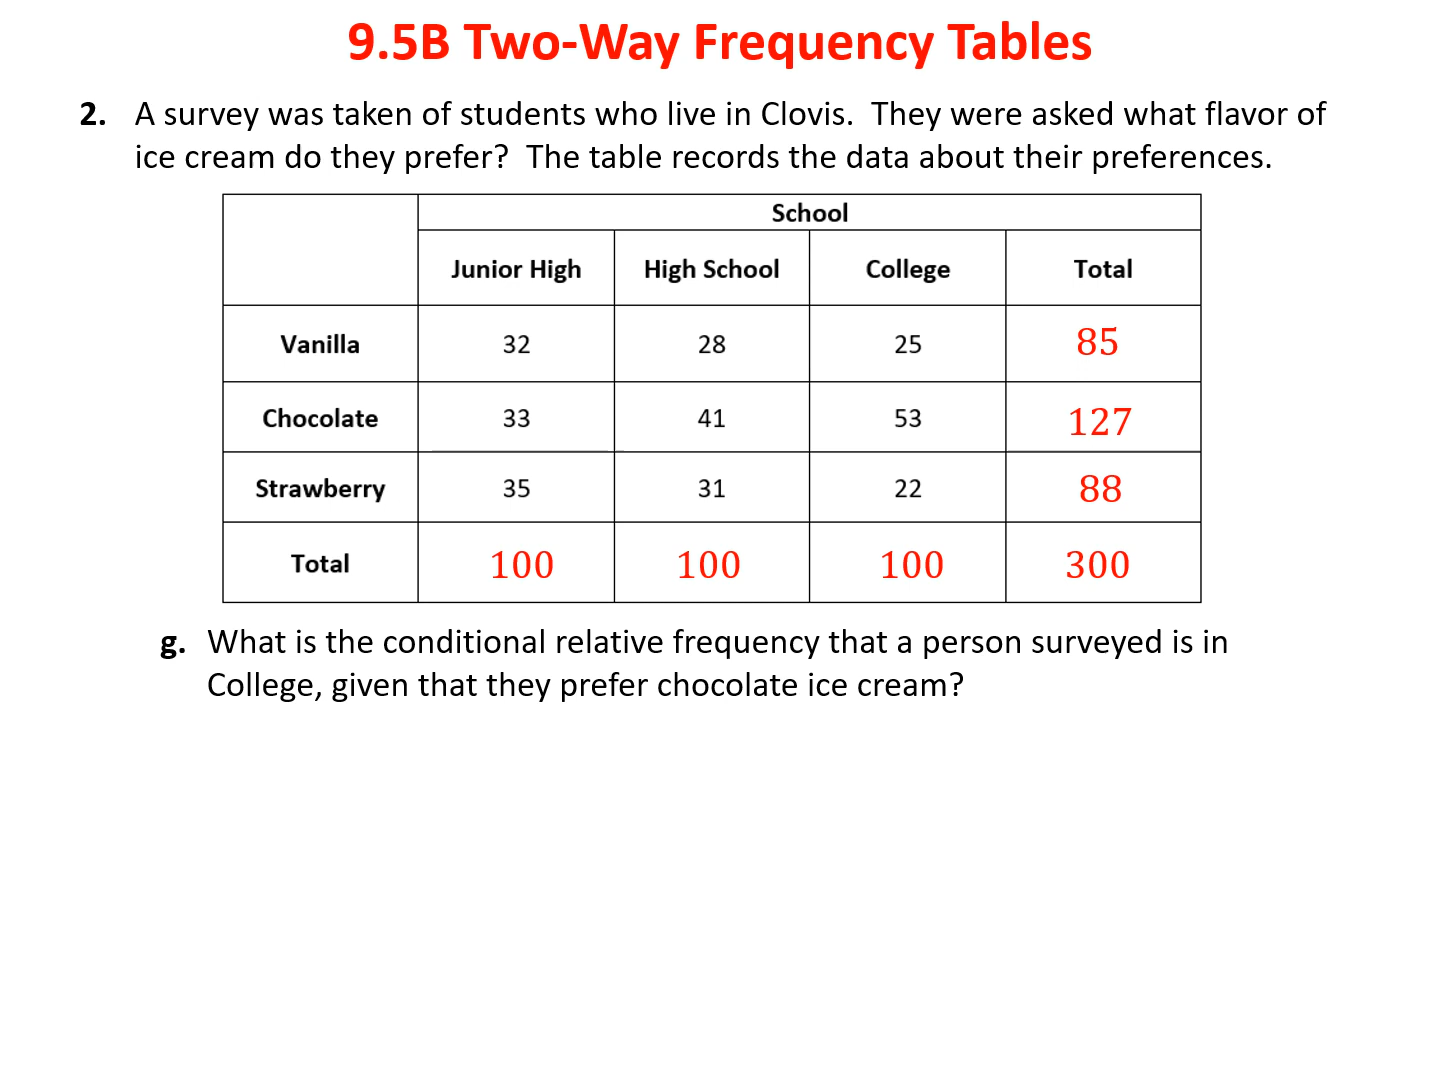 9.5B Two-Way Frequency Tables
2. A survey was taken of students who live in Clovis. They were asked what flavor of
ice cream do they prefer? The table records the data about their preferences.
School
Junior High High School College Total
Vanilla 32 28 25 85
Chocolate 33 41 53 127
Strawberry 35 31 22 88
Total 100 100 100 300
g. What is the conditional relative frequency that a person surveyed is in
College, given that they prefer chocolate ice cream?